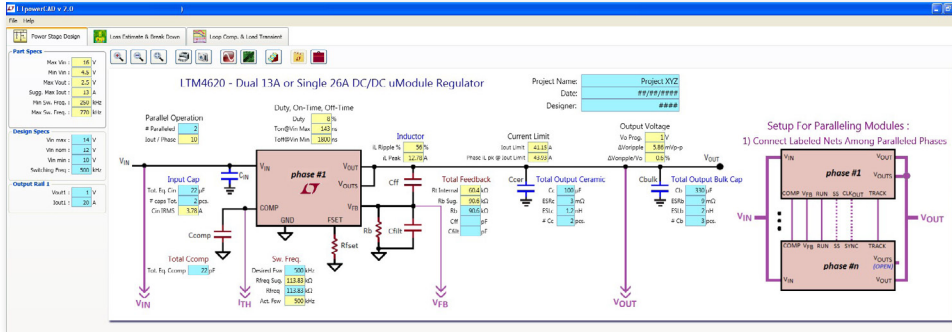 LTpowerCAD v 2.0 )
File Help
Power Stage Design Loss Estimate & Break Down Loop Comp. & Load Transient
Part Specs
Max Vin : 16 V
Min Vin : 4.5 V
Max Vout : 2.5 V
Sugg. Max Iout : 13 A
Min Sw. Freq. : 250 kHz
Max Sw. Freq. : 770 kHz
Design Specs
Vin max : 14 V
Vin nom : 12 V
Vin min : 10 V
Switching Freq : 500 kHz
Output Rail 1
Vout1 : 1 V
Iout1 : 20 A
LTM4620 - Dual 13A or Single 26A DC/DC uModule Regulator
Project Name: Project XYZ
Date: ##/##/####
Designer: ####
Parallel Operation
# Paralleled 2
Iout / Phase 10
Duty, On-Time, Off-Time
Duty 8 %
Ton@Vin Max 143 ns
Toff@Vin Min 1800 ns
Inductor
iL Ripple % 56 %
iL Peak 12.78 A
Current Limit
Iout Limit 41.15 A
Phase iL pk @ Iout Limit 43.93 A
Output Voltage
Vo Prog. 1 V
ΔVoripple 5.86 mVp-p
ΔVoripple/Vo 0.6 %
VIN
VIN phase #1 VOUT
VOUTS
COMP VFB
GND FSET
CIN
Input Cap
Tot. Eq. Cin 22 µF
# caps Tot. 2 pcs.
Cin IRMS 3.78 A
Ccomp
Total Ccomp
Tot. Eq. Ccomp 22 pF
Rfset
Sw. Freq.
Desired Fsw 500 kHz
Rfreq Sug. 113.83 kΩ
Rfreq 113.83 kΩ
Act. Fsw 500 kHz
Cff
Rb
Cfilt
Total Feedback
Rt Internal 60.4 kΩ
Rb Sug. 90.6 kΩ
Rb 90.6 kΩ
Cff pF
Cfilt pF
Ccer
Total Output Ceramic
Cc 100 µF
ESRc 3 mΩ
ESLc 1.2 nH
# Cc 2 pcs.
Cbulk
Total Output Bulk Cap
Cb 330 µF
ESRb 9 mΩ
ESLb 2 nH
# Cb 3 pcs.
VOUT
VIN
ITH
VFB
VOUT
Setup For Paralleling Modules :
1) Connect Labeled Nets Among Paralleled Phases
phase #1
VIN VOUT
VOUTS
COMP VFB RUN SS CLKOUT TRACK
VIN VOUT
COMP VFB RUN SS SYNC TRACK
VOUTS
phase #n (OPEN)
VIN VOUT